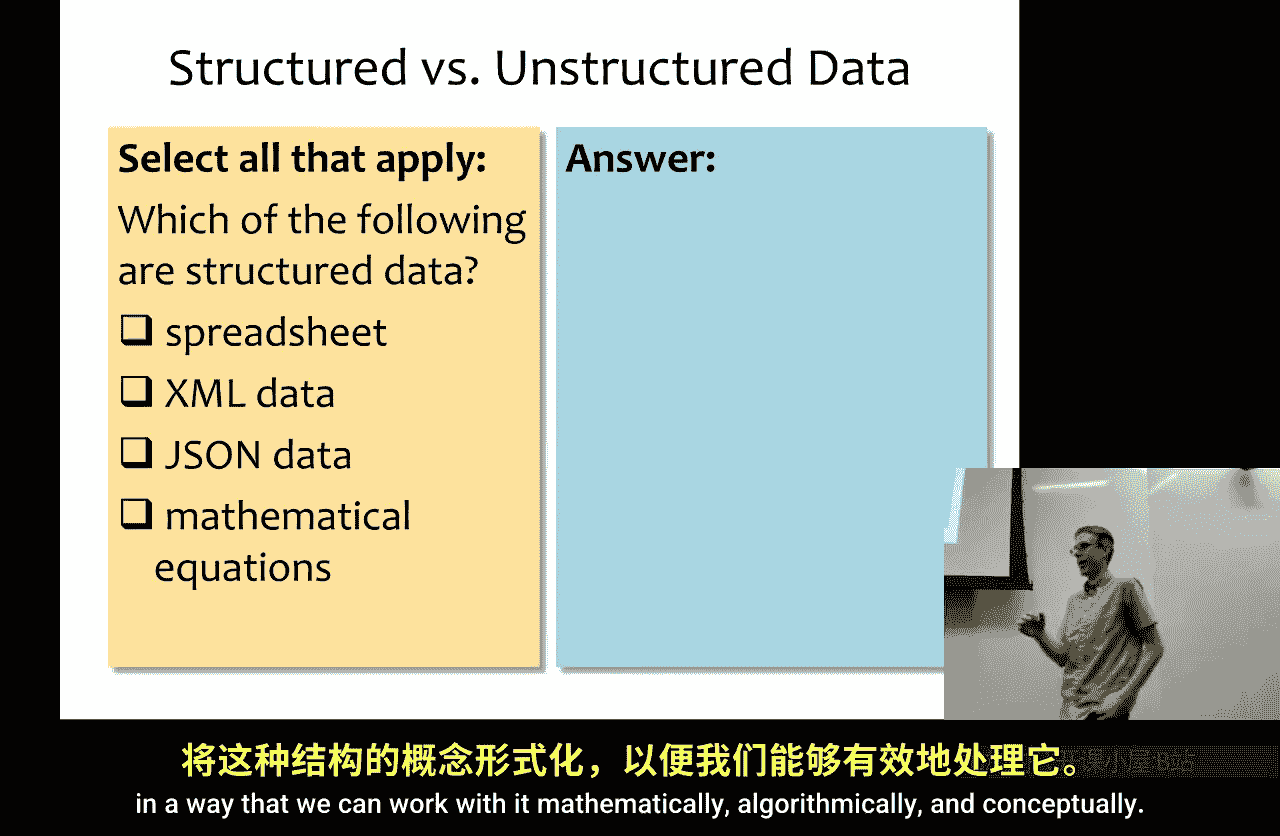 Structured vs. Unstructured Data
Select all that apply:
Which of the following
are structured data?
❑ spreadsheet
❑ XML data
❑ JSON data
❑ mathematical
equations
Answer:
将这种结构的概念形式化，以便我们能够有效地处理它。
in a way that we can work with it mathematically, algorithmically, and conceptually.